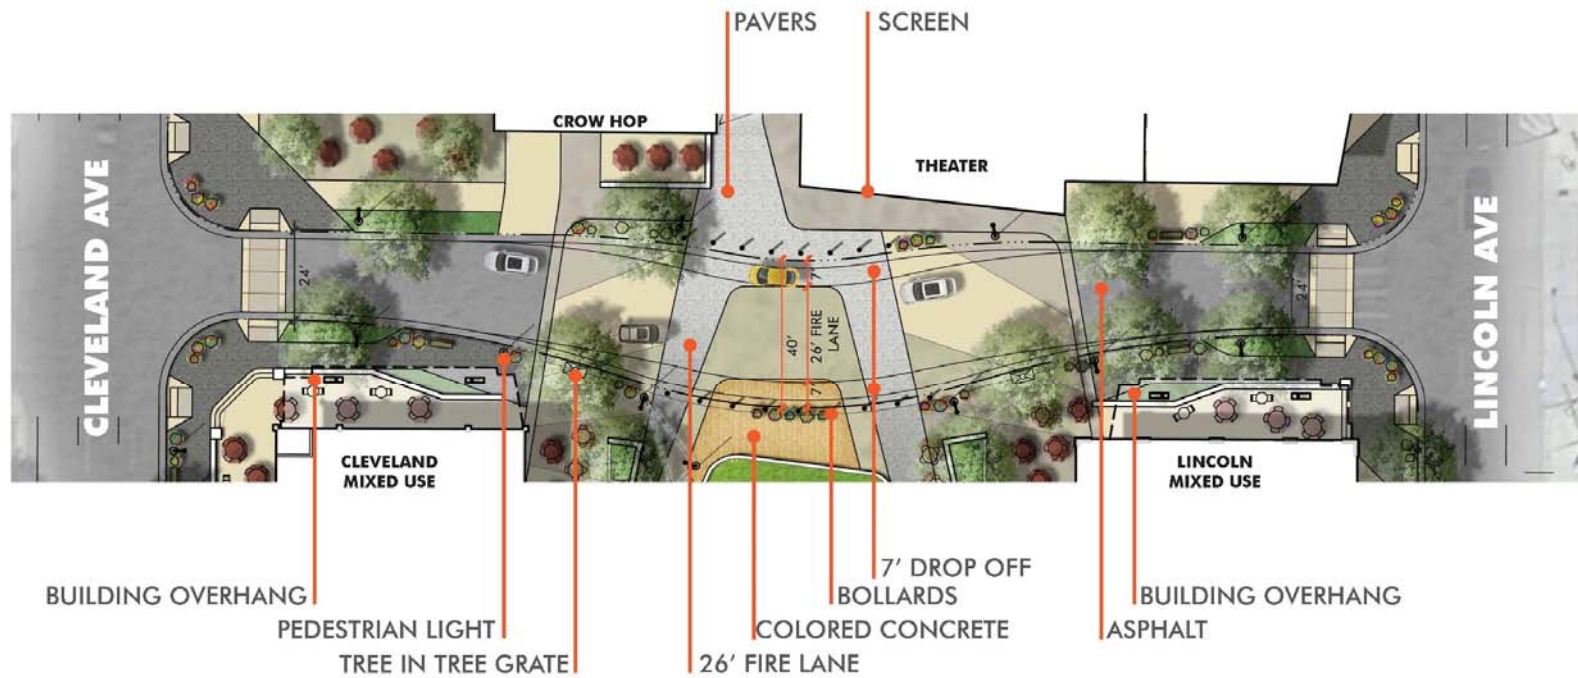 PAVERS
SCREEN
CROW HOP
THEATER
CLEVELAND AVE
LINCOLN AVE
24'
24'
7'
40'
26' FIRE
LANE
7'
CLEVELAND
MIXED USE
LINCOLN
MIXED USE
7' DROP OFF
BUILDING OVERHANG
BOLLARDS
BUILDING OVERHANG
PEDESTRIAN LIGHT
COLORED CONCRETE
ASPHALT
TREE IN TREE GRATE
26' FIRE LANE